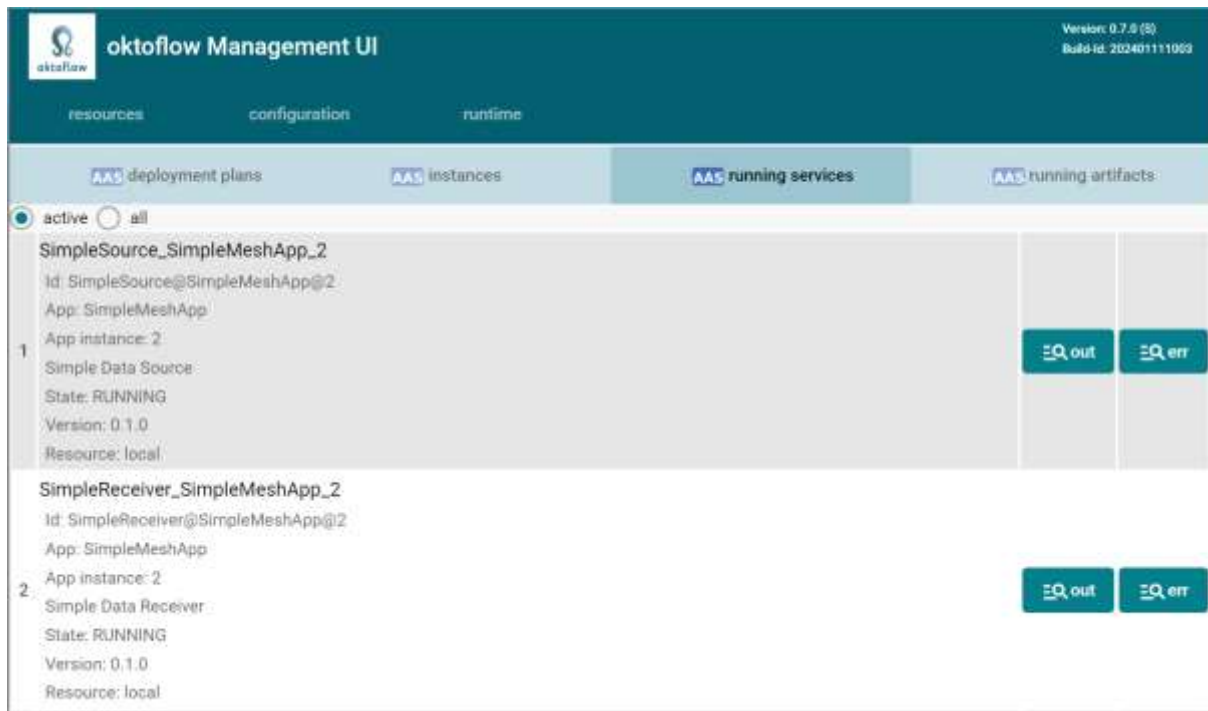 oktoflow
oktoflow Management UI
Version: 0.7.0 (S)
Build-Id: 202401111003
resources configuration runtime
AAS deployment plans AAS instances AAS running services AAS running artifacts
active all
SimpleSource_SimpleMeshApp_2
Id: SimpleSource@SimpleMeshApp@2
App: SimpleMeshApp
App instance: 2
1
Simple Data Source
State: RUNNING
Version: 0.1.0
Resource: local
out err
SimpleReceiver_SimpleMeshApp_2
Id: SimpleReceiver@SimpleMeshApp@2
App: SimpleMeshApp
App instance: 2
2
Simple Data Receiver
State: RUNNING
Version: 0.1.0
Resource: local
out err